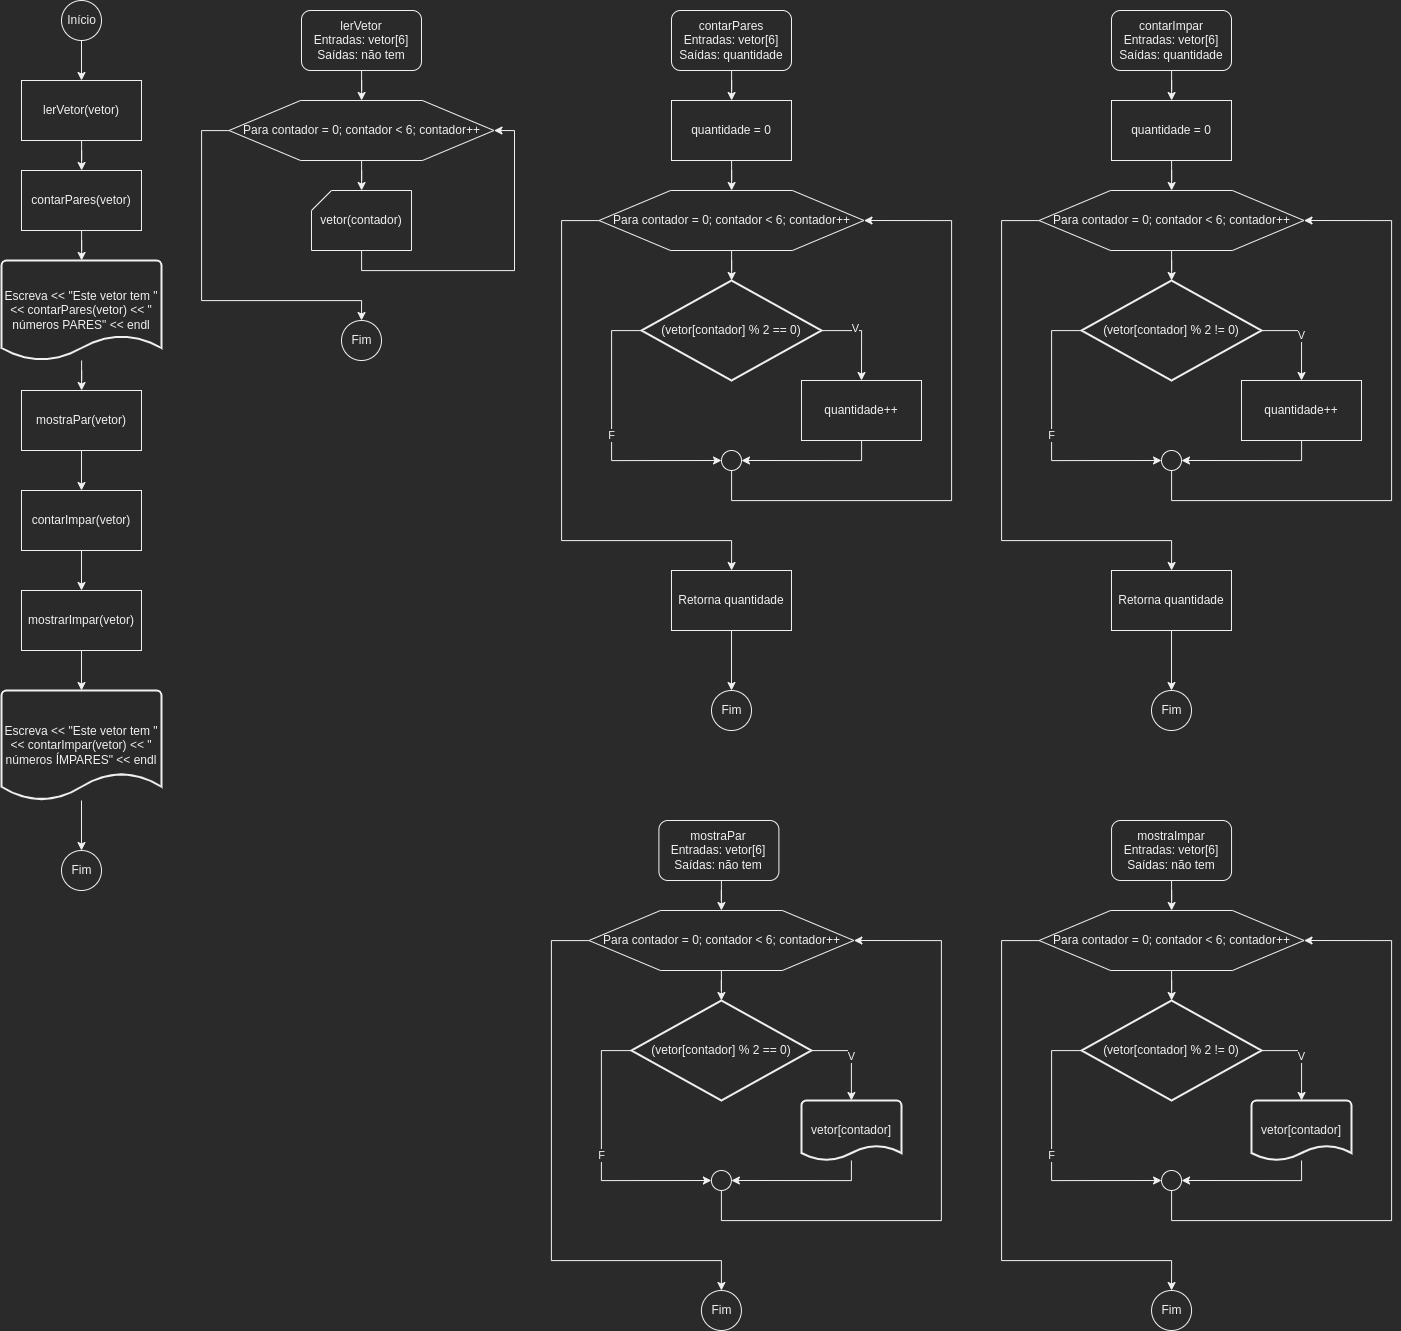 Início
lerVetor(vetor)
contarPares(vetor)
Escreva << "Este vetor tem "
<< contarPares(vetor) << "
números PARES" << endl
mostraPar(vetor)
contarImpar(vetor)
mostrarImpar(vetor)
Escreva << "Este vetor tem "
<< contarImpar(vetor) << "
números ÍMPARES" << endl
Fim
lerVetor
Entradas: vetor[6]
Saídas: não tem
Para contador = 0; contador < 6; contador++
vetor(contador)
Fim
contarPares
Entradas: vetor[6]
Saídas: quantidade
quantidade = 0
Para contador = 0; contador < 6; contador++
(vetor[contador] % 2 == 0)
V
quantidade++
F
Retorna quantidade
Fim
contarImpar
Entradas: vetor[6]
Saídas: quantidade
quantidade = 0
Para contador = 0; contador < 6; contador++
(vetor[contador] % 2 != 0)
V
quantidade++
F
Retorna quantidade
Fim
mostraPar
Entradas: vetor[6]
Saídas: não tem
Para contador = 0; contador < 6; contador++
(vetor[contador] % 2 == 0)
V
vetor[contador]
F
Fim
mostraImpar
Entradas: vetor[6]
Saídas: não tem
Para contador = 0; contador < 6; contador++
(vetor[contador] % 2 != 0)
V
vetor[contador]
F
Fim